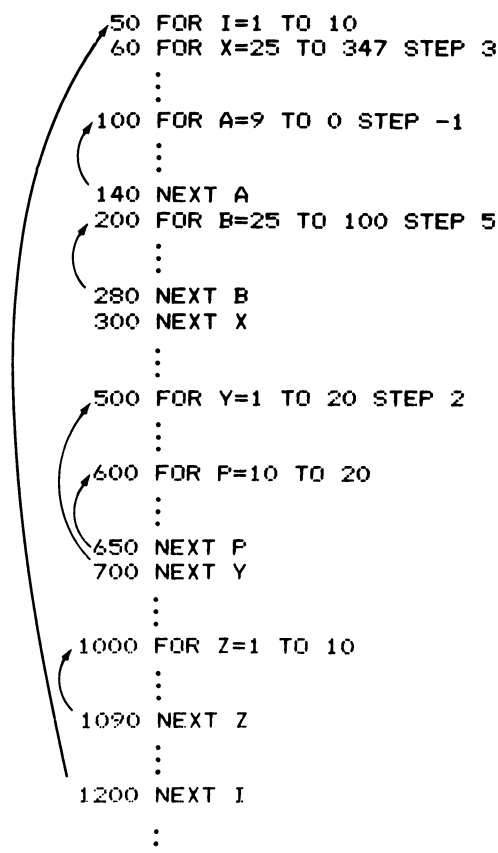 50 FOR I=1 TO 10
60 FOR X=25 TO 347 STEP 3
⋮
100 FOR A=9 TO 0 STEP -1
⋮
140 NEXT A
200 FOR B=25 TO 100 STEP 5
⋮
280 NEXT B
300 NEXT X
⋮
500 FOR Y=1 TO 20 STEP 2
⋮
600 FOR P=10 TO 20
⋮
650 NEXT P
700 NEXT Y
⋮
1000 FOR Z=1 TO 10
⋮
1090 NEXT Z
⋮
1200 NEXT I
⋮